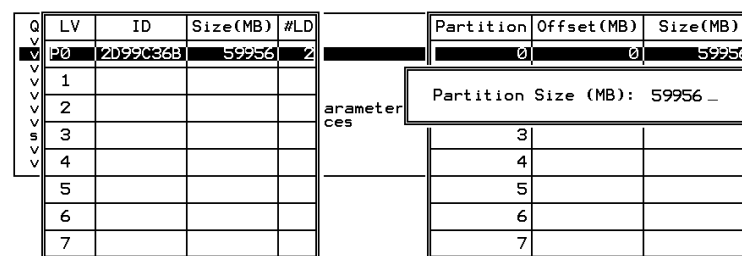 Q LV ID Size(MB) #LD Partition Offset(MB) Size(MB)
v
v P0 2D99C36B 59956 2 0 0 59956
v
v 1
Partition Size (MB): 59956 _
v
v 2 arameter
v ces
s 3 3
v
v 4 4
5 5
6 6
7 7